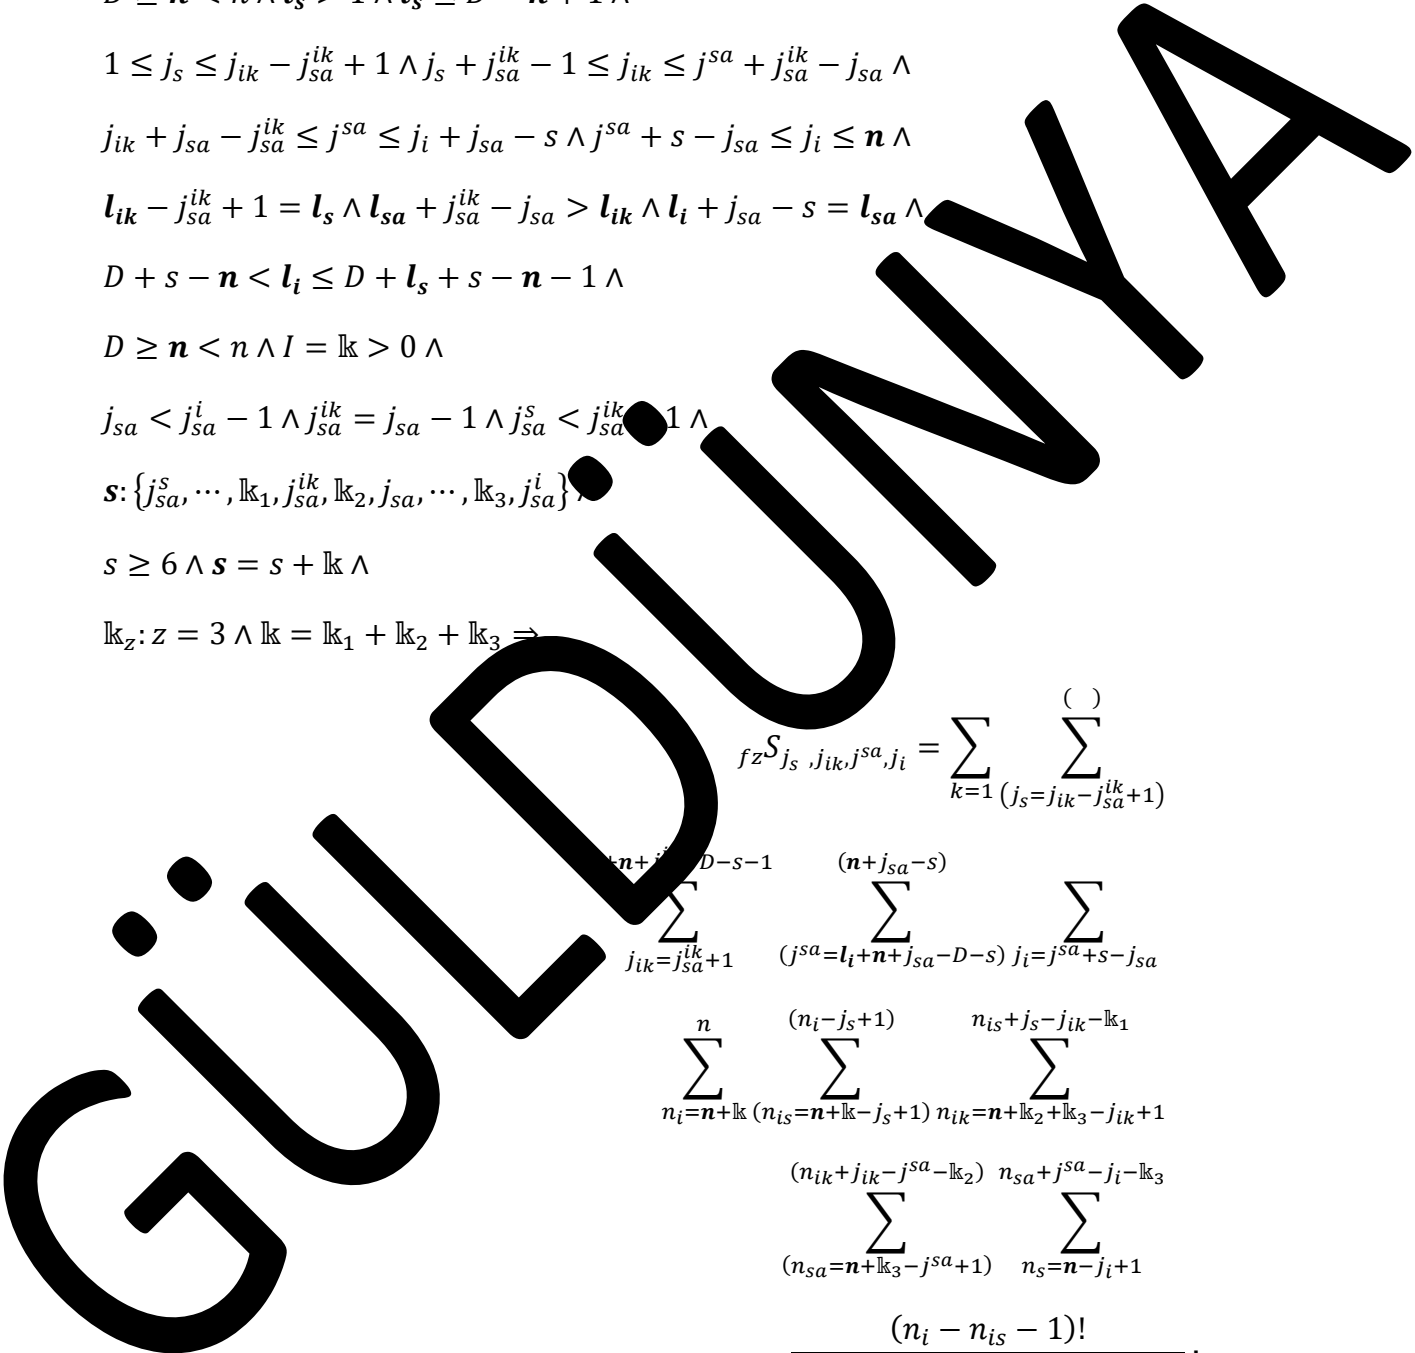 1 ≤ j_s ≤ j_{ik} − j_{sa}^{ik} + 1 ∧ j_s + j_{sa}^{ik} − 1 ≤ j_{ik} ≤ j^{sa} + j_{sa}^{ik} − j_{sa} ∧
j_{ik} + j_{sa} − j_{sa}^{ik} ≤ j^{sa} ≤ j_i + j_{sa} − s ∧ j^{sa} + s − j_{sa} ≤ j_i ≤ n ∧
l_{ik} − j_{sa}^{ik} + 1 = l_s ∧ l_{sa} + j_{sa}^{ik} − j_{sa} > l_{ik} ∧ l_i + j_{sa} − s = l_{sa} ∧
D + s − n < l_i ≤ D + l_s + s − n − 1 ∧
D ≥ n < n ∧ I = 𝕜 > 0 ∧
j_{sa} < j_{sa}^i − 1 ∧ j_{sa}^{ik} = j_{sa} − 1 ∧ j_{sa}^s < j_{sa}^{ik} 1 ∧
s: {j_{sa}^s, ⋯, 𝕜_1, j_{sa}^{ik}, 𝕜_2, j_{sa}, ⋯, 𝕜_3, j_{sa}^i}
s ≥ 6 ∧ s = s + 𝕜 ∧
𝕜_z: z = 3 ∧ 𝕜 = 𝕜_1 + 𝕜_2 + 𝕜_3 ⇒
( )
_{fz}S_{j_s ,j_{ik},j^{sa},j_i} = ∑ ∑
k=1 (j_s=j_{ik}−j_{sa}^{ik}+1)
+n+ D−s−1 (n+j_{sa}−s)
∑ ∑ ∑
j_{ik}=j_{sa}^{ik}+1 (j^{sa}=l_i+n+j_{sa}−D−s) j_i=j^{sa}+s−j_{sa}
n (n_i−j_s+1) n_{is}+j_s−j_{ik}−𝕜_1
∑ ∑ ∑
n_i=n+𝕜 (n_{is}=n+𝕜−j_s+1) n_{ik}=n+𝕜_2+𝕜_3−j_{ik}+1
(n_{ik}+j_{ik}−j^{sa}−𝕜_2) n_{sa}+j^{sa}−j_i−𝕜_3
∑ ∑
(n_{sa}=n+𝕜_3−j^{sa}+1) n_s=n−j_i+1
(n_i − n_{is} − 1)!
GÜLDÜNYA